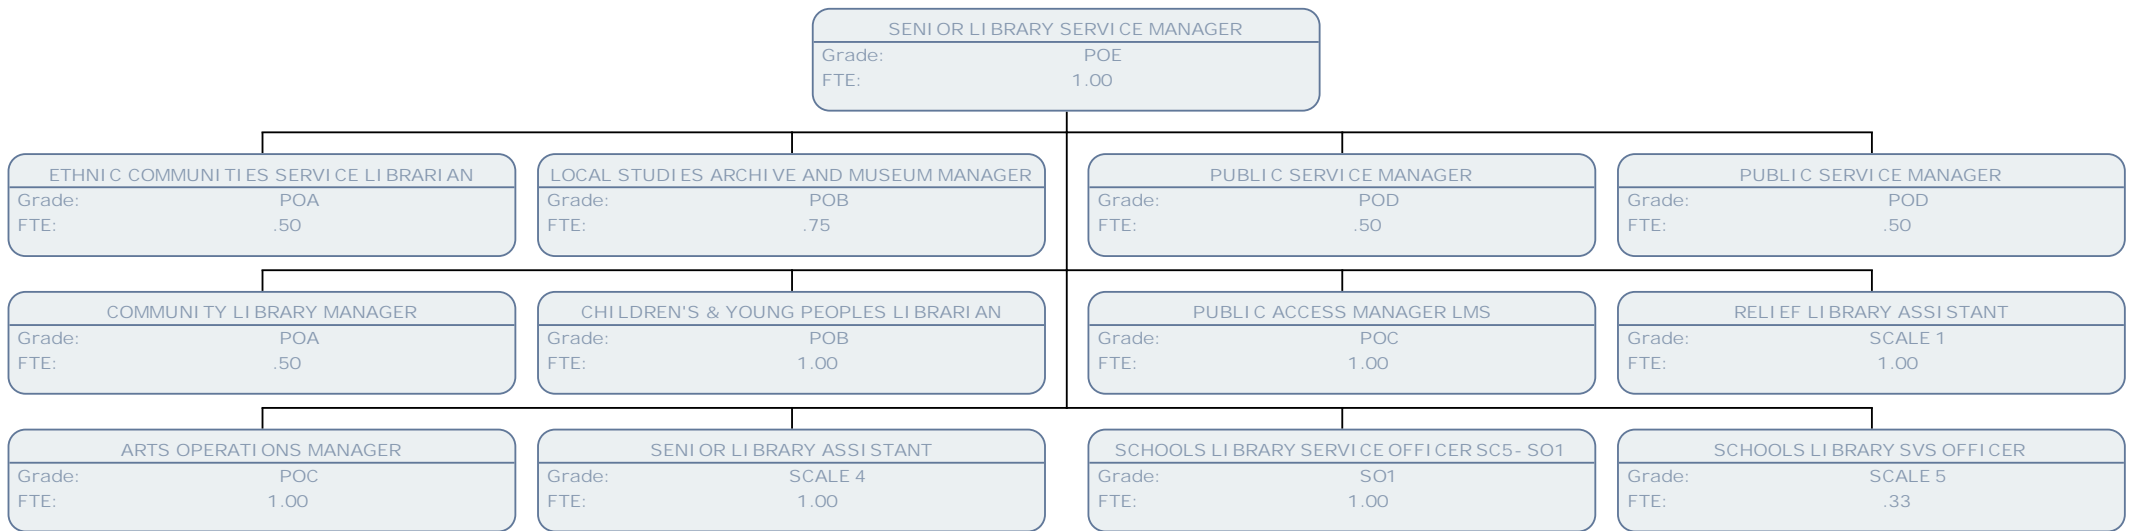 SENIOR LIBRARY SERVICE MANAGER
Grade: POE
FTE: 1.00
ETHNIC COMMUNITIES SERVICE LIBRARIAN
Grade: POA
FTE: .50
LOCAL STUDIES ARCHIVE AND MUSEUM MANAGER
Grade: POB
FTE: .75
PUBLIC SERVICE MANAGER
Grade: POD
FTE: .50
PUBLIC SERVICE MANAGER
Grade: POD
FTE: .50
COMMUNITY LIBRARY MANAGER
Grade: POA
FTE: .50
CHILDREN'S & YOUNG PEOPLES LIBRARIAN
Grade: POB
FTE: 1.00
PUBLIC ACCESS MANAGER LMS
Grade: POC
FTE: 1.00
RELIEF LIBRARY ASSISTANT
Grade: SCALE 1
FTE: 1.00
ARTS OPERATIONS MANAGER
Grade: POC
FTE: 1.00
SENIOR LIBRARY ASSISTANT
Grade: SCALE 4
FTE: 1.00
SCHOOLS LIBRARY SERVICE OFFICER SC5- SO1
Grade: SO1
FTE: 1.00
SCHOOLS LIBRARY SVS OFFICER
Grade: SCALE 5
FTE: .33